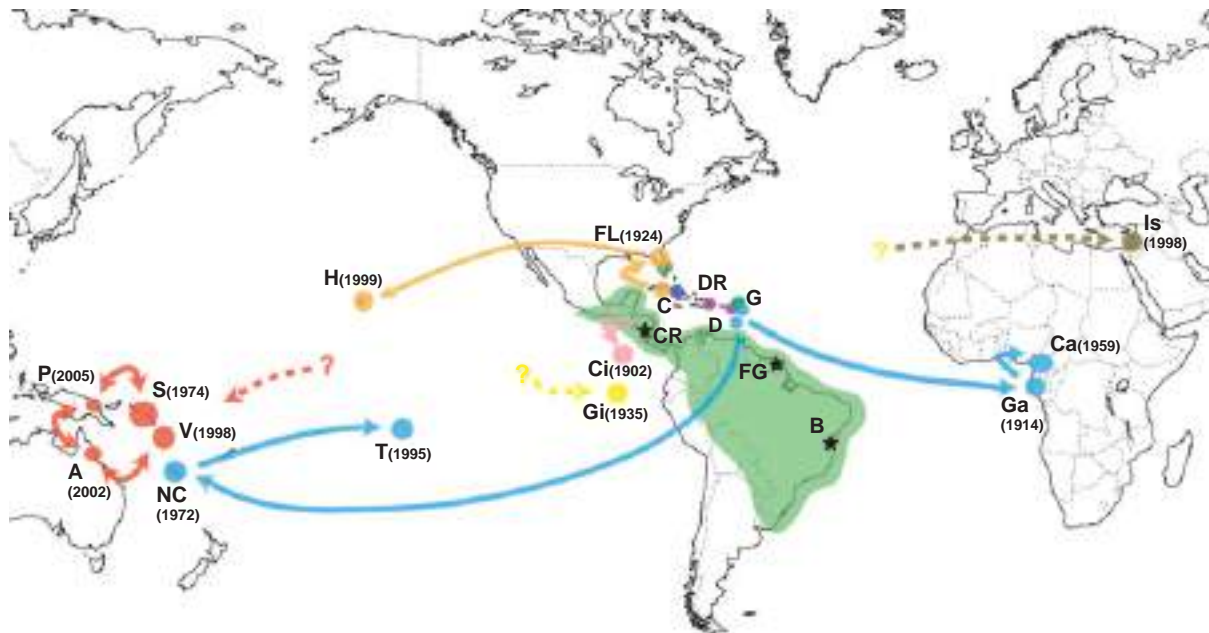 FL(1924)
Is
(1998)
?
H(1999)
DR
G
C
D
CR
Ca(1959)
P(2005)
?
S(1974)
Ci(1902)
?
FG
Gi(1935)
Ga
(1914)
V(1998)
T(1995)
B
A
(2002)
NC
(1972)